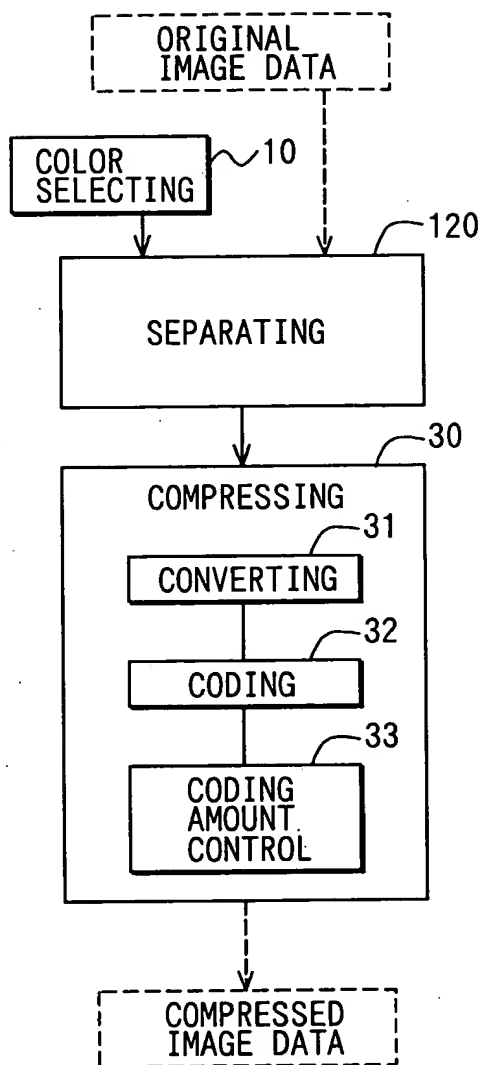 ORIGINAL
IMAGE DATA
COLOR
SELECTING
10
120
SEPARATING
30
COMPRESSING
31
CONVERTING
32
CODING
33
CODING
AMOUNT
CONTROL
COMPRESSED
IMAGE DATA